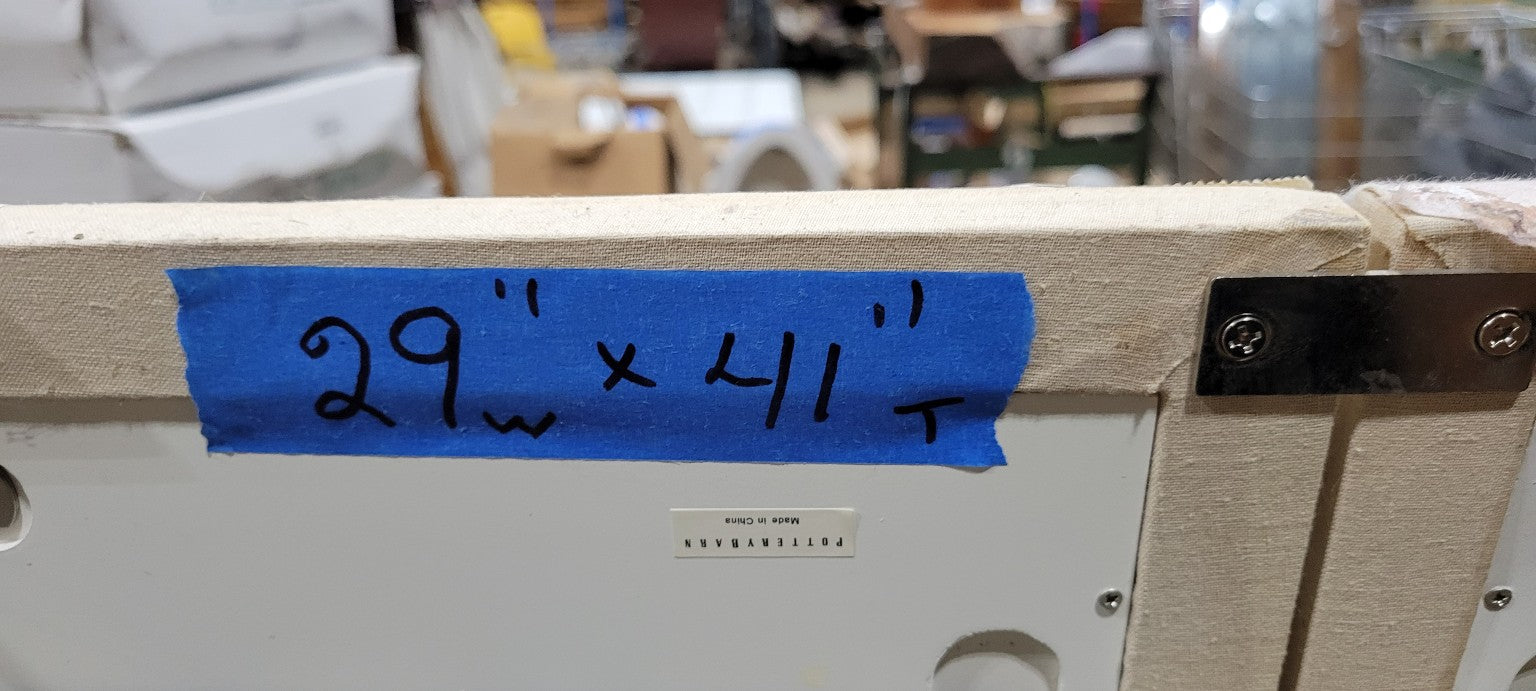 29"W x 41"T
POTTERYBARN
Made in China